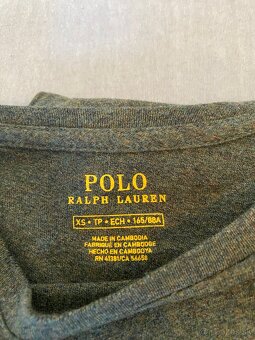 POLO
RALPH LAUREN
XS • TP • ECH • 165/88A
MADE IN CAMBODIA
FABRIQUE EN CAMBODGE
HECHO EN CAMBOYA
RN 41381/CA 56658